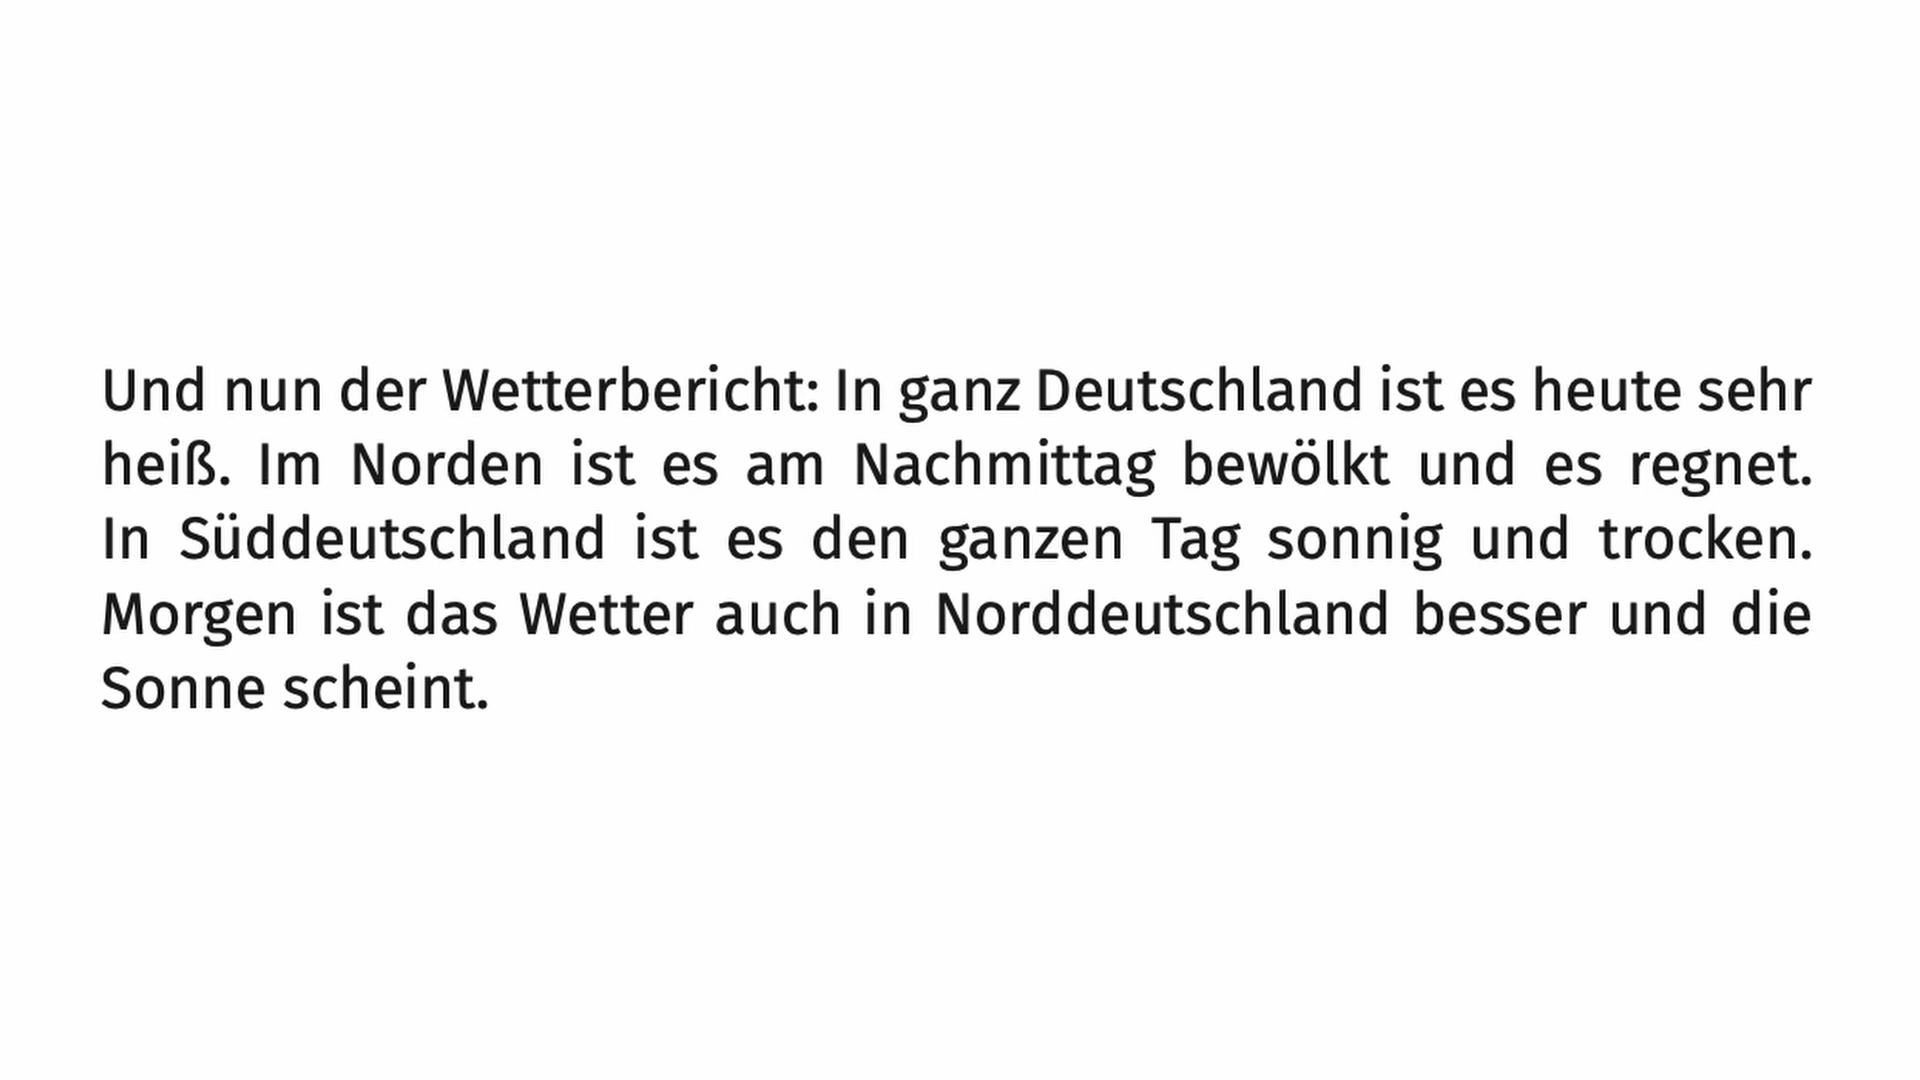 Und nun der Wetterbericht: In ganz Deutschland ist es heute sehr
heiß. Im Norden ist es am Nachmittag bewölkt und es regnet.
In Süddeutschland ist es den ganzen Tag sonnig und trocken.
Morgen ist das Wetter auch in Norddeutschland besser und die
Sonne scheint.